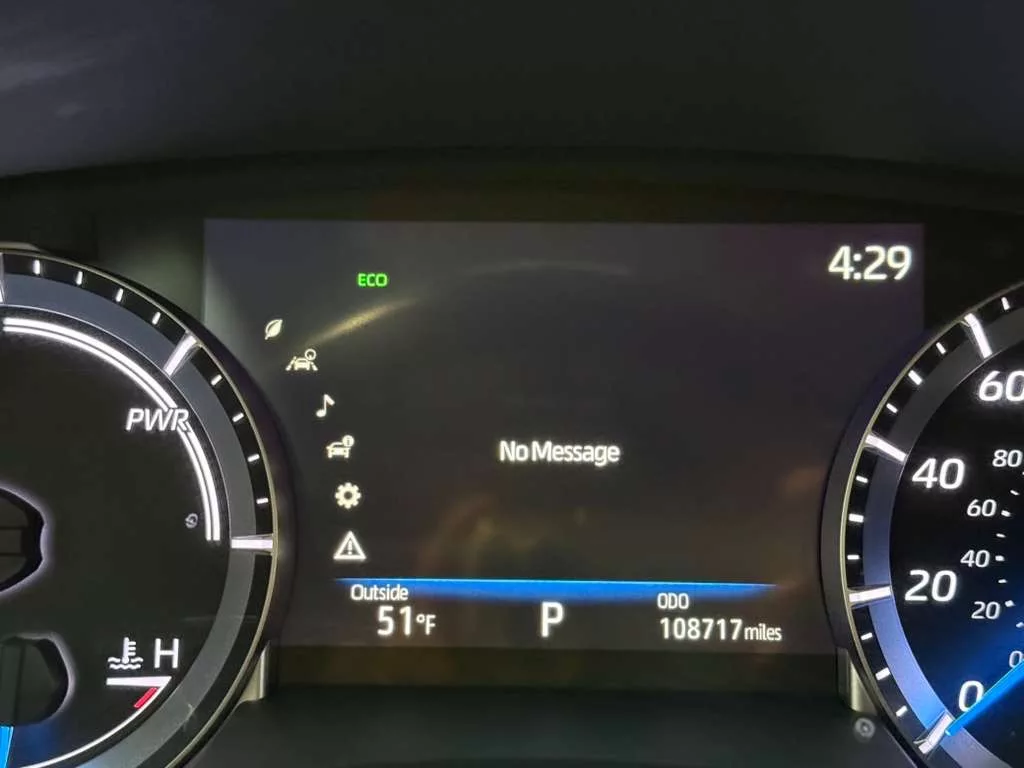 4:29
ECO
PWR
No Message
Outside
51°F
P
ODO
108717 miles
H
60
40
20
0
80
60
40
20
0